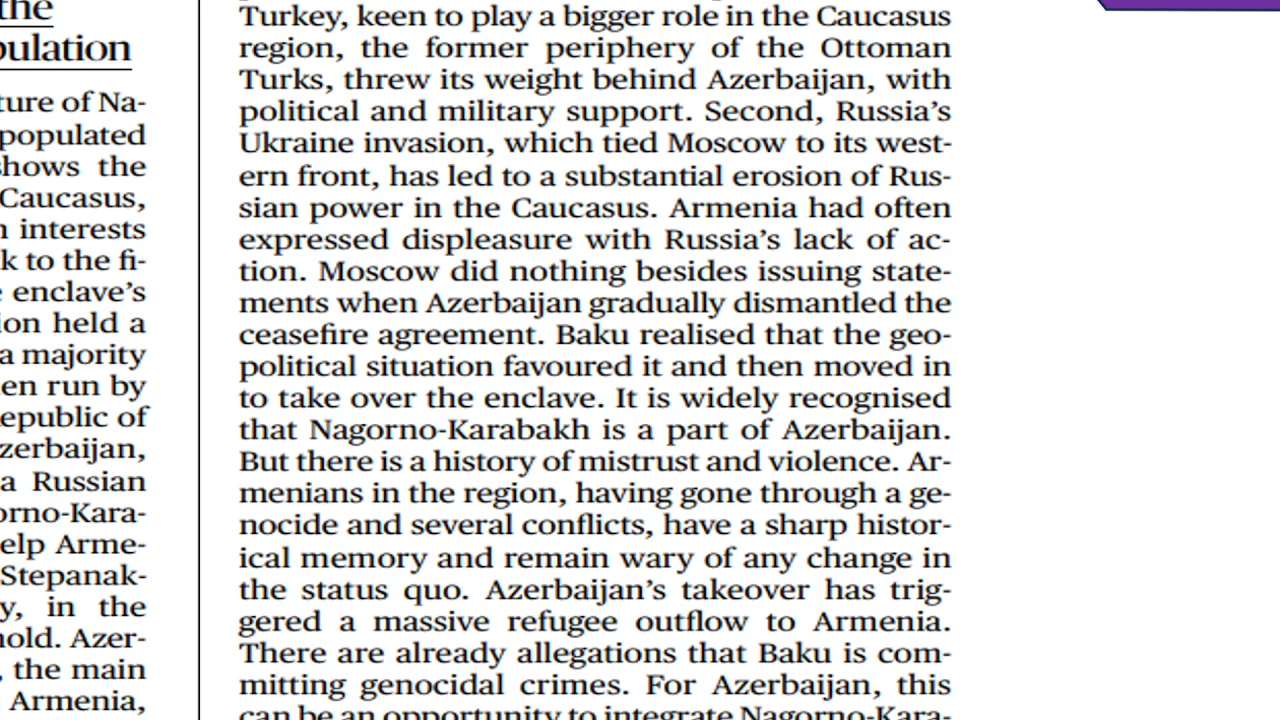 the
pulation
ture of Na-
populated
shows the
Caucasus,
interests
k to the fi-
enclave's
ion held a
a majority
en run by
epublic of
zerbaijan,
a Russian
orno-Kara-
elp Arme-
Stepanak-
y, in the
hold. Azer-
, the main
Armenia,
Turkey, keen to play a bigger role in the Caucasus
region, the former periphery of the Ottoman
Turks, threw its weight behind Azerbaijan, with
political and military support. Second, Russia's
Ukraine invasion, which tied Moscow to its west-
ern front, has led to a substantial erosion of Rus-
sian power in the Caucasus. Armenia had often
expressed displeasure with Russia's lack of ac-
tion. Moscow did nothing besides issuing state-
ments when Azerbaijan gradually dismantled the
ceasefire agreement. Baku realised that the geo-
political situation favoured it and then moved in
to take over the enclave. It is widely recognised
that Nagorno-Karabakh is a part of Azerbaijan.
But there is a history of mistrust and violence. Ar-
menians in the region, having gone through a ge-
nocide and several conflicts, have a sharp histor-
ical memory and remain wary of any change in
the status quo. Azerbaijan's takeover has trig-
gered a massive refugee outflow to Armenia.
There are already allegations that Baku is com-
mitting genocidal crimes. For Azerbaijan, this
can be an opportunity to integrate Nagorno-Kara-